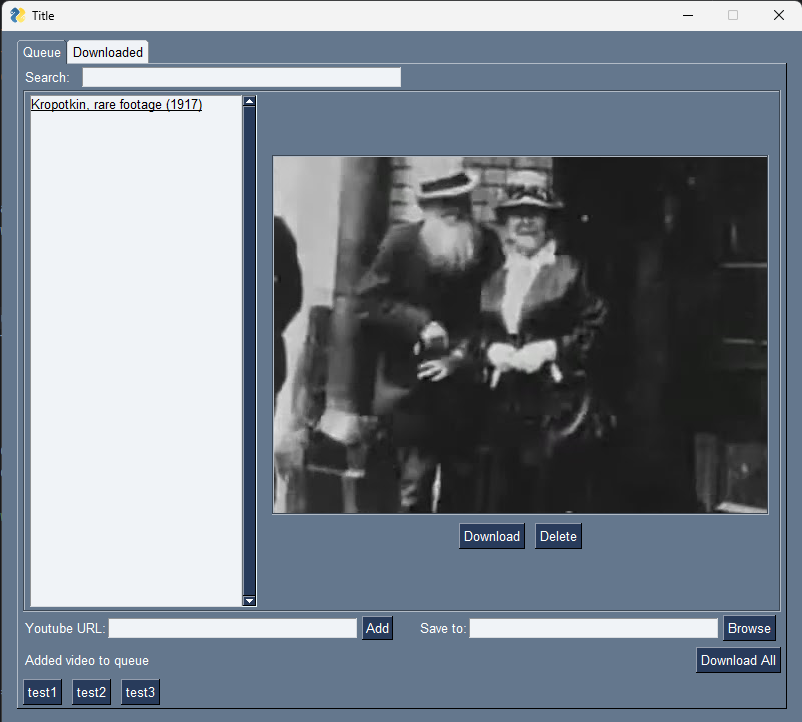 Title
Queue Downloaded
Search:
Kropotkin, rare footage (1917)
Download Delete
Youtube URL: Add Save to: Browse
Added video to queue Download All
test1 test2 test3